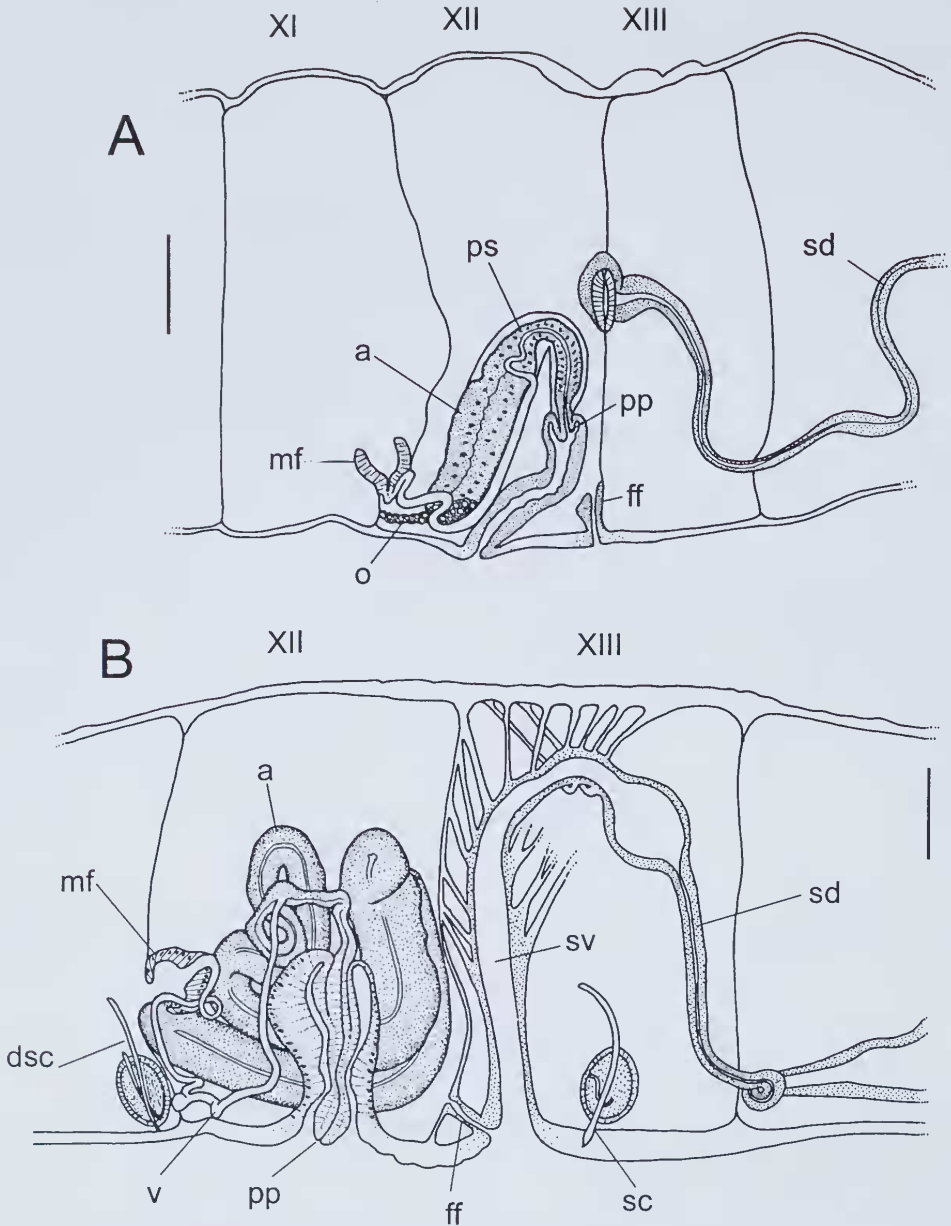 XI XII XIII
A
ps
sd
a
pp
mf
ff
o
XII XIII
B
a
mf
sd
sv
dsc
v pp ff sc